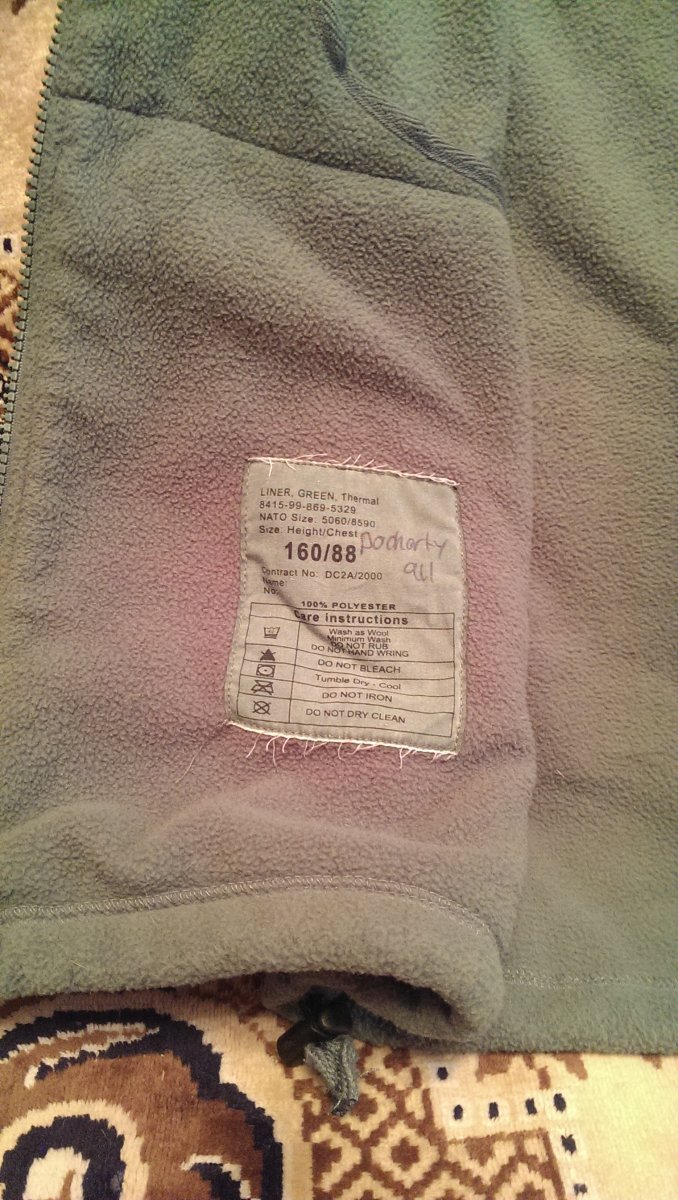 LINER, GREEN, Thermal
8415-99-869-5329
NATO Size: 5060/8590
Size: Height/Chest
160/88
Docharty
911
Contract No: DC2A/2000
Name:
No:
100% POLYESTER
Care instructions
Wash as Wool
Minimum Wash
DO NOT RUB
DO NOT HAND WRING
DO NOT BLEACH
Tumble Dry - Cool
DO NOT IRON
DO NOT DRY CLEAN